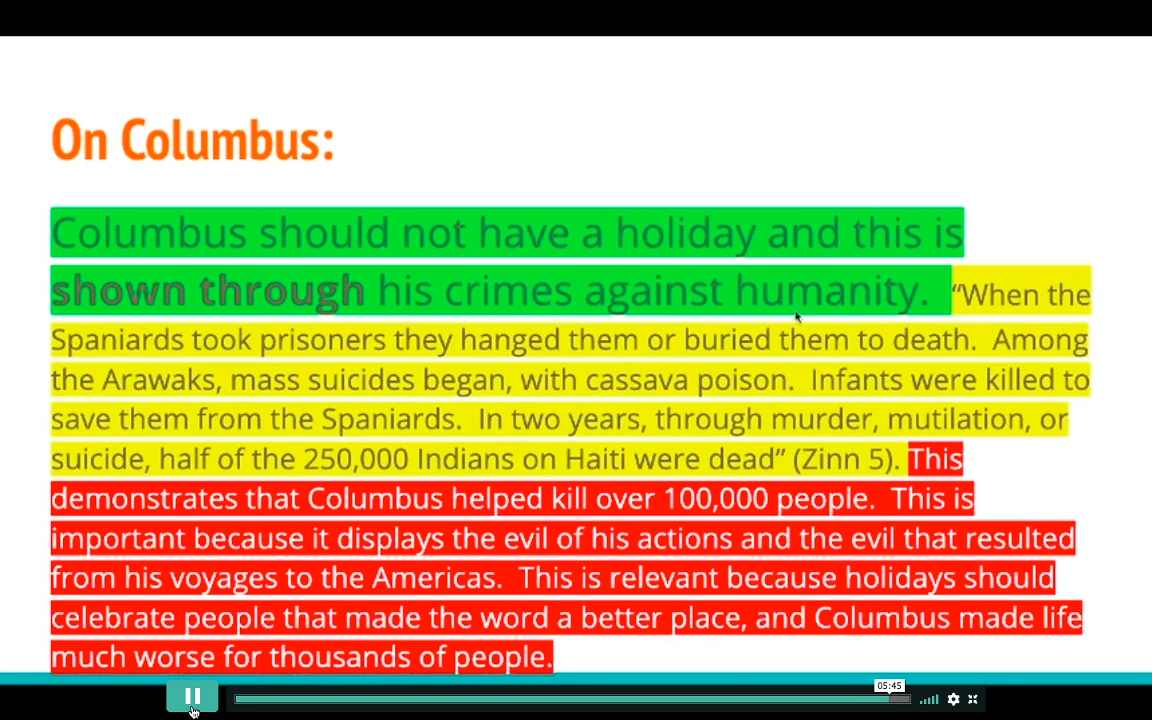 On Columbus:
Columbus should not have a holiday and this is
shown through his crimes against humanity. “When the
Spaniards took prisoners they hanged them or buried them to death. Among
the Arawaks, mass suicides began, with cassava poison. Infants were killed to
save them from the Spaniards. In two years, through murder, mutilation, or
suicide, half of the 250,000 Indians on Haiti were dead” (Zinn 5). This
demonstrates that Columbus helped kill over 100,000 people. This is
important because it displays the evil of his actions and the evil that resulted
from his voyages to the Americas. This is relevant because holidays should
celebrate people that made the word a better place, and Columbus made life
much worse for thousands of people.
05:45